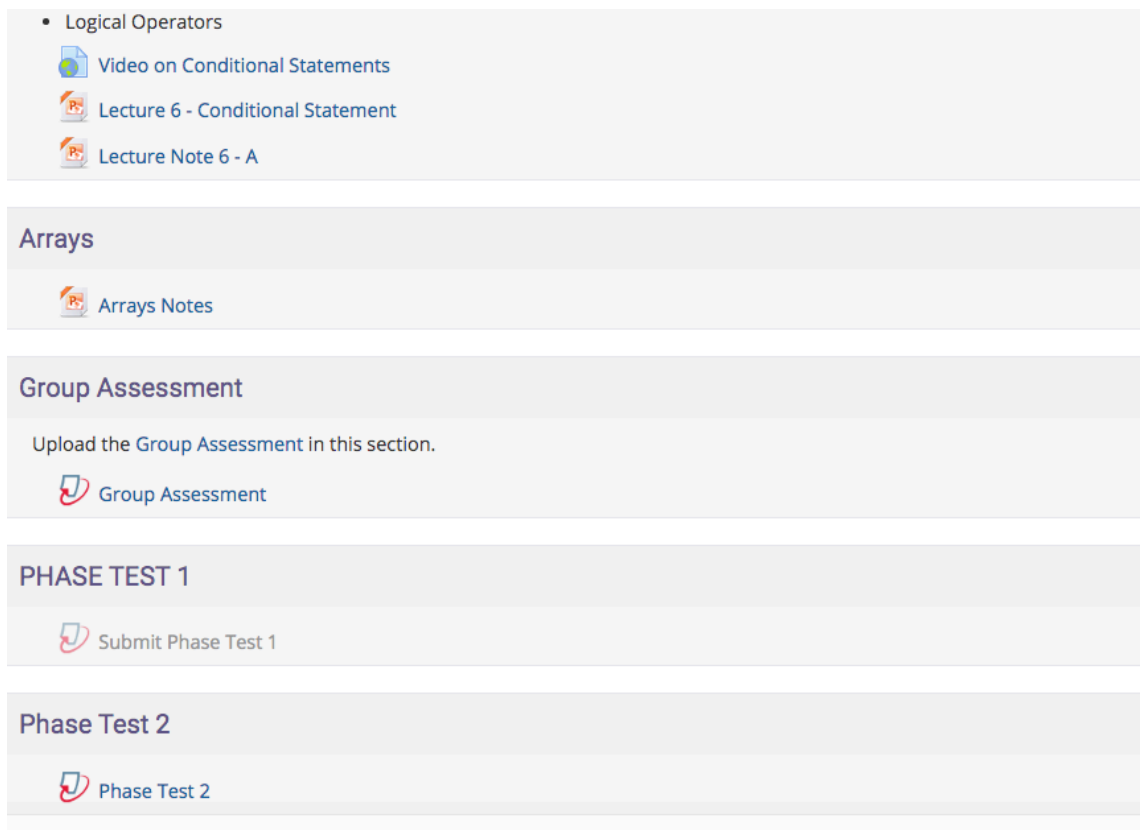 • Logical Operators
Video on Conditional Statements
Lecture 6 - Conditional Statement
Lecture Note 6 - A
Arrays
Arrays Notes
Group Assessment
Upload the Group Assessment in this section.
Group Assessment
PHASE TEST 1
Submit Phase Test 1
Phase Test 2
Phase Test 2